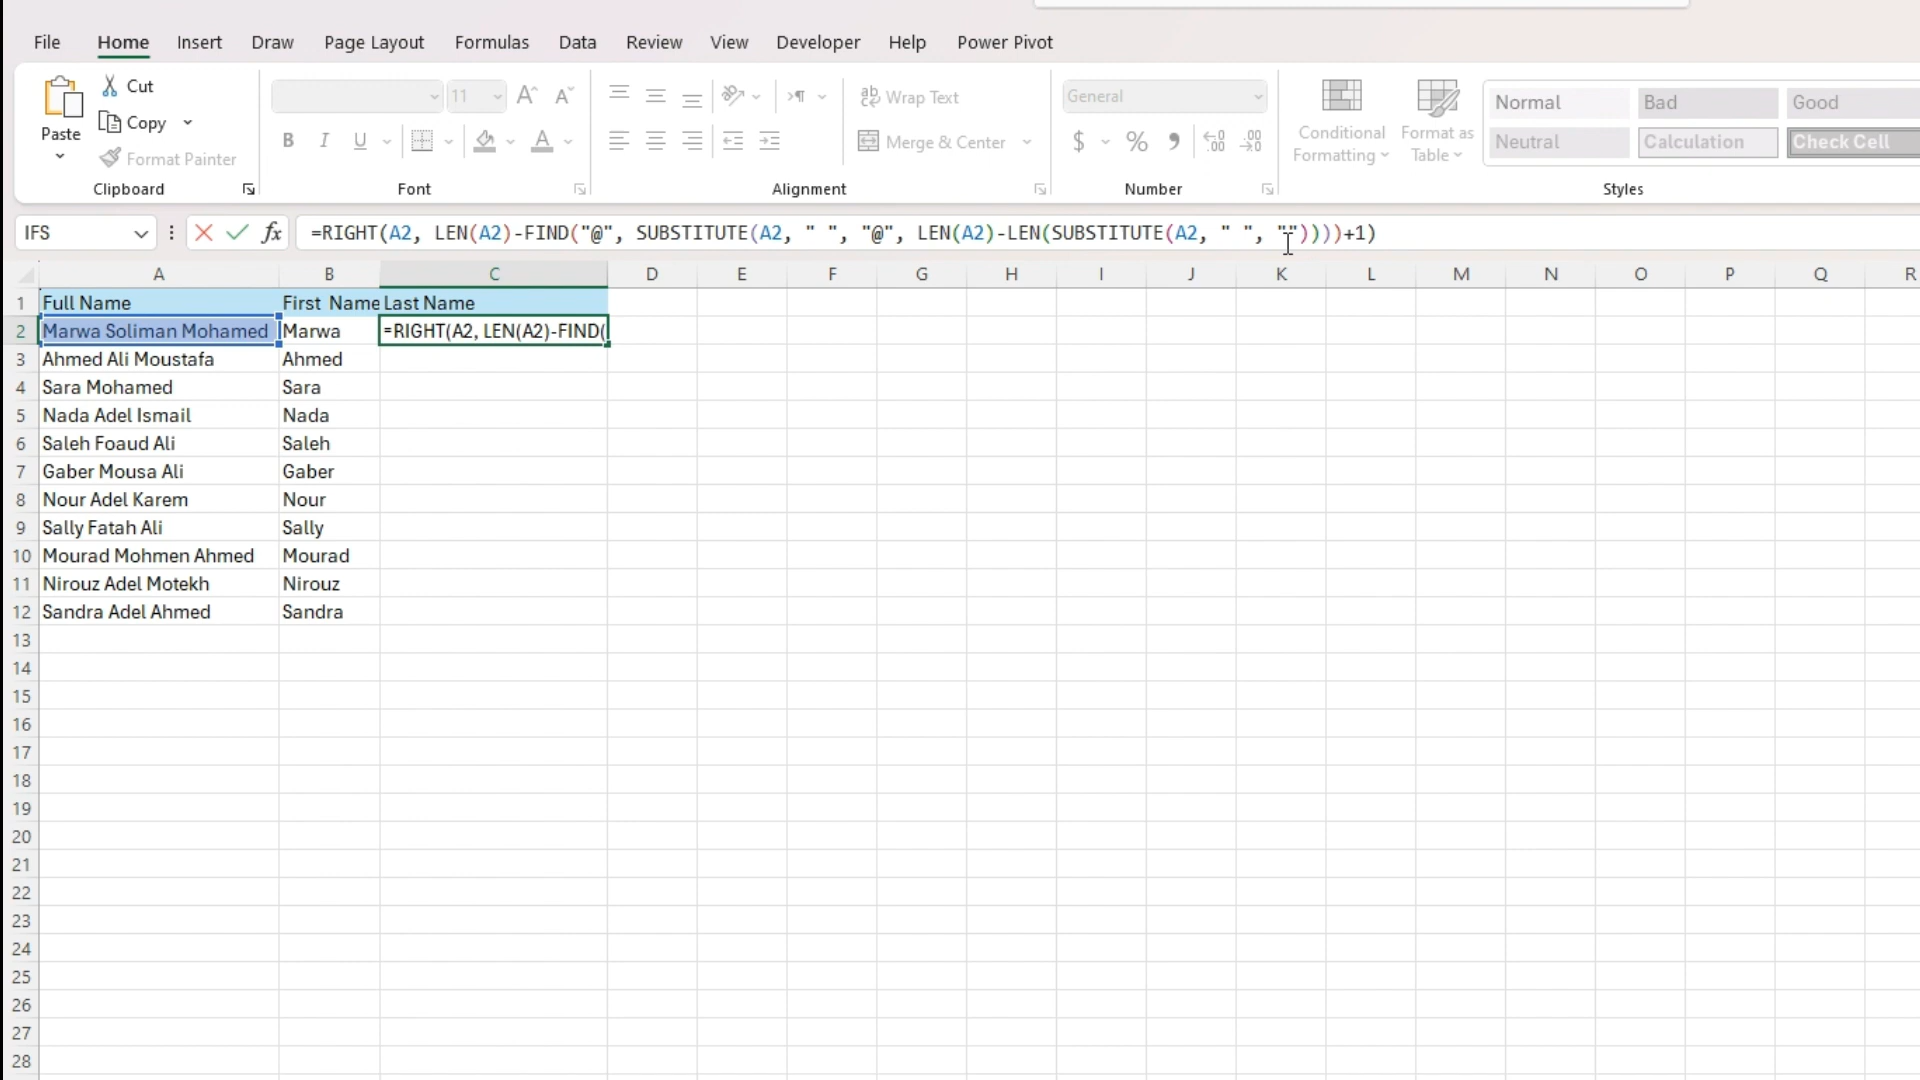 File Home Insert Draw Page Layout Formulas Data Review View Developer Help Power Pivot
Paste
Cut
Copy
Format Painter
Clipboard
11
A A
B I U
A
Font
ab Wrap Text
Merge & Center
Alignment
General
$ % 9
Number
Conditional Formatting
Format as Table
Normal Bad Good
Neutral Calculation Check Cell
Styles
IFS
fx
=RIGHT(A2, LEN(A2)-FIND("@", SUBSTITUTE(A2, " ", "@", LEN(A2)-LEN(SUBSTITUTE(A2, " ", ""))))+1)
A B C D E F G H I J K L M N O P Q R
1 Full Name First Name Last Name
2 Marwa Soliman Mohamed Marwa =RIGHT(A2, LEN(A2)-FIND(
3 Ahmed Ali Moustafa Ahmed
4 Sara Mohamed Sara
5 Nada Adel Ismail Nada
6 Saleh Foaud Ali Saleh
7 Gaber Mousa Ali Gaber
8 Nour Adel Karem Nour
9 Sally Fatah Ali Sally
10 Mourad Mohmen Ahmed Mourad
11 Nirouz Adel Motekh Nirouz
12 Sandra Adel Ahmed Sandra
13
14
15
16
17
18
19
20
21
22
23
24
25
26
27
28